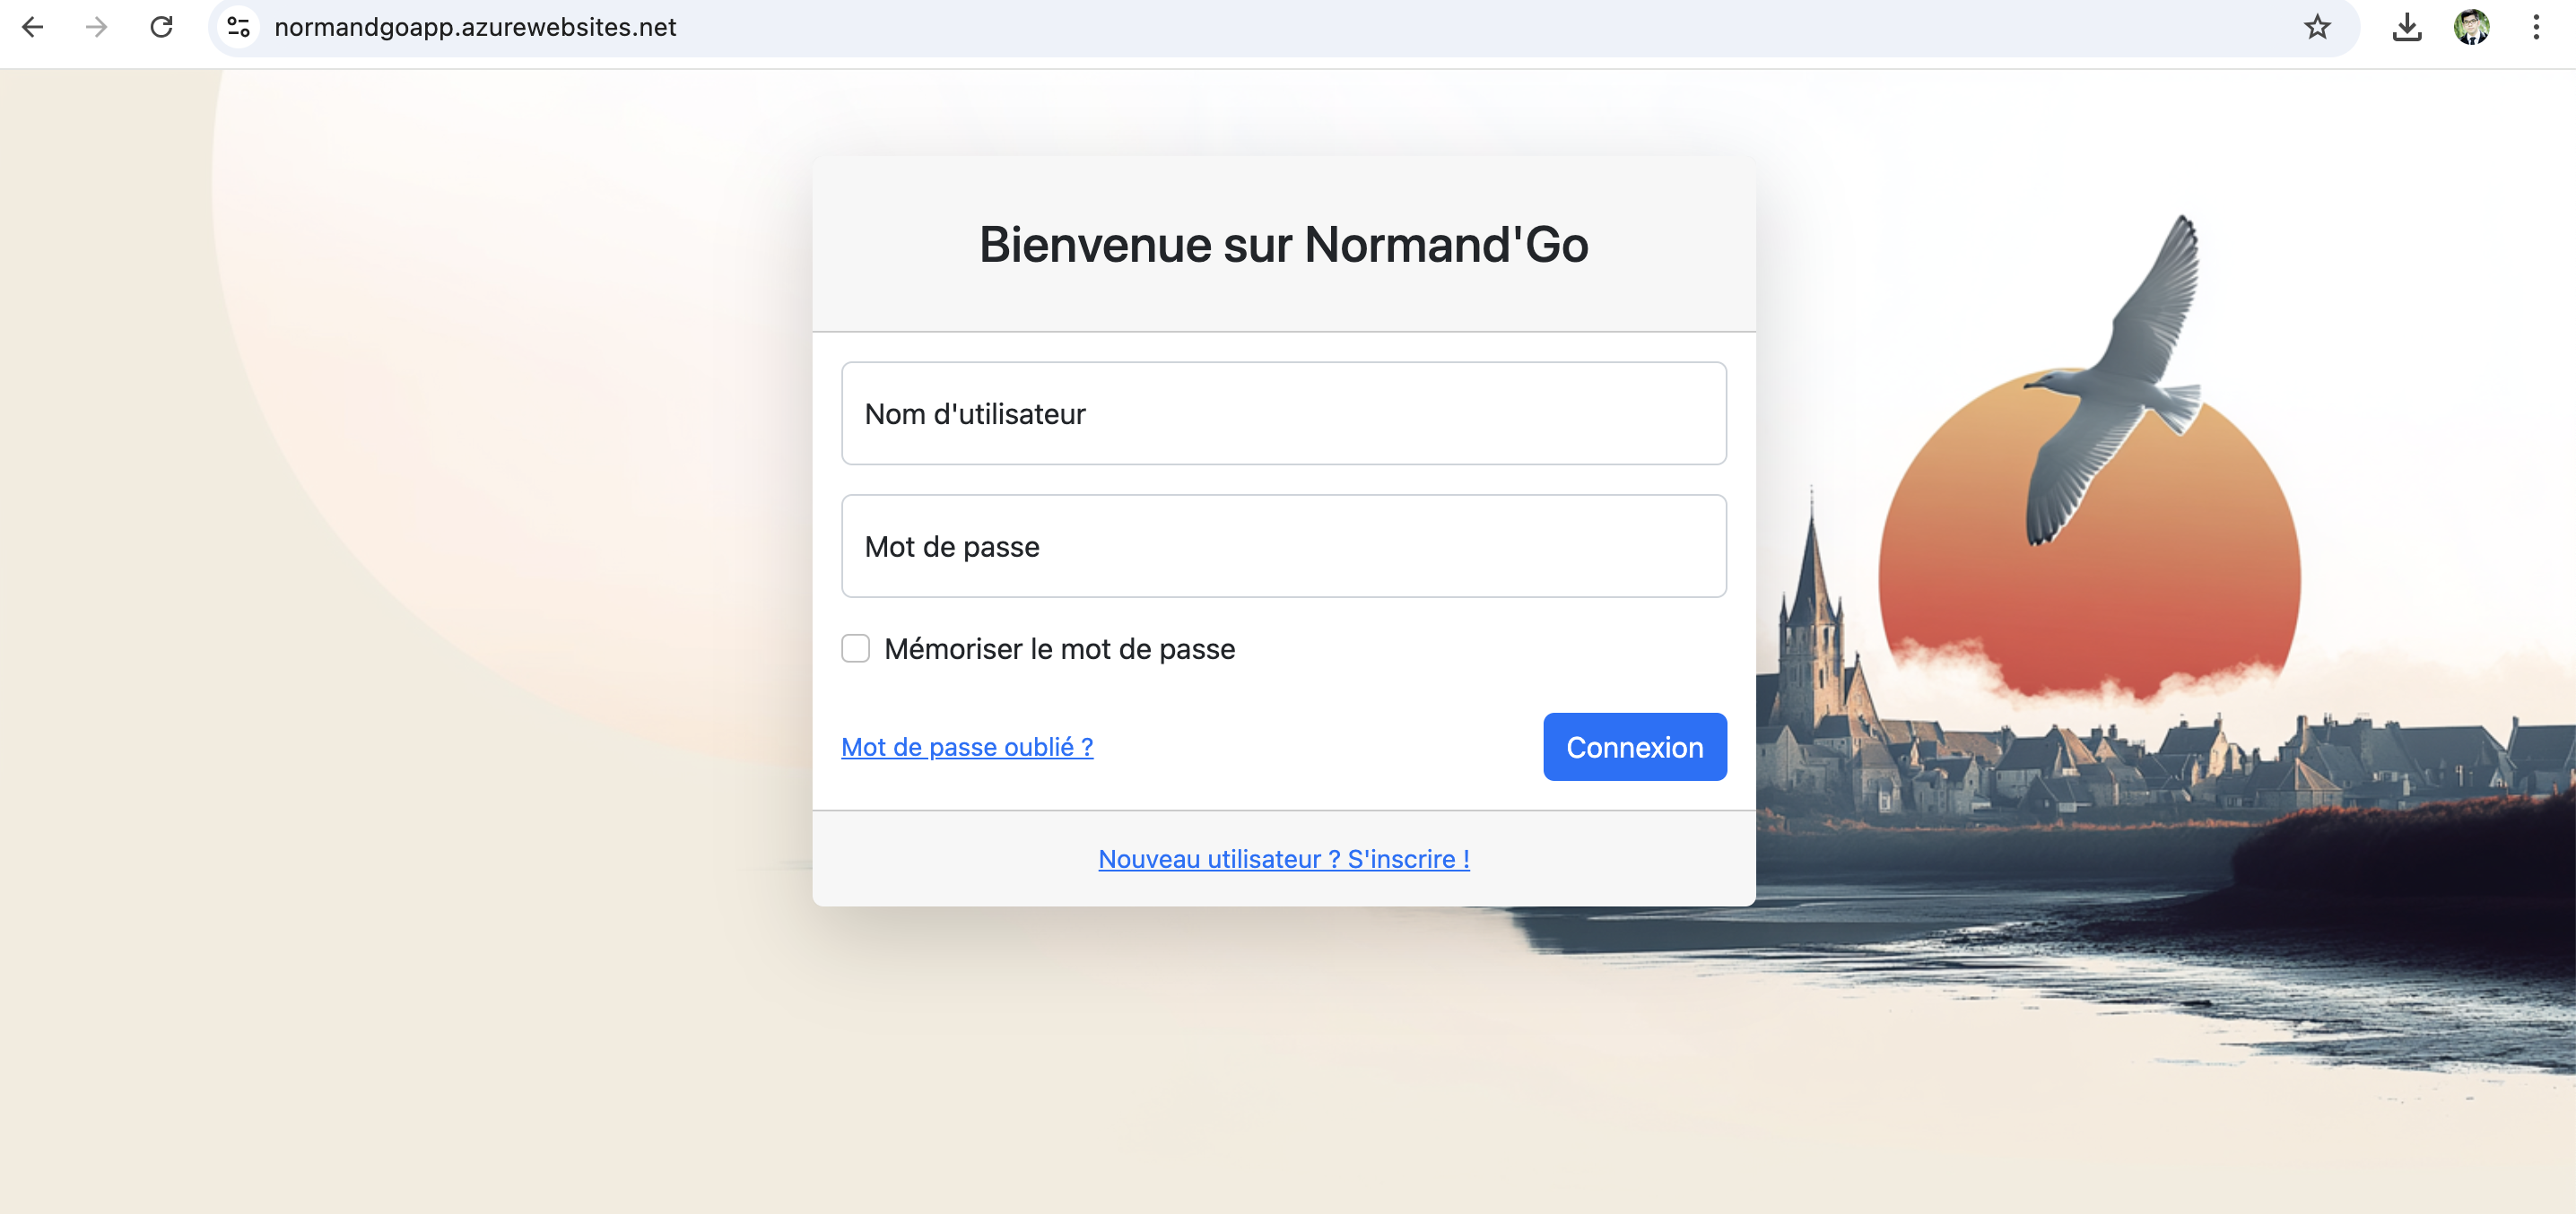 normandgoapp.azurewebsites.net
Bienvenue sur Normand'Go
Nom d'utilisateur
Mot de passe
Mémoriser le mot de passe
Mot de passe oublié ?
Connexion
Nouveau utilisateur ? S'inscrire !